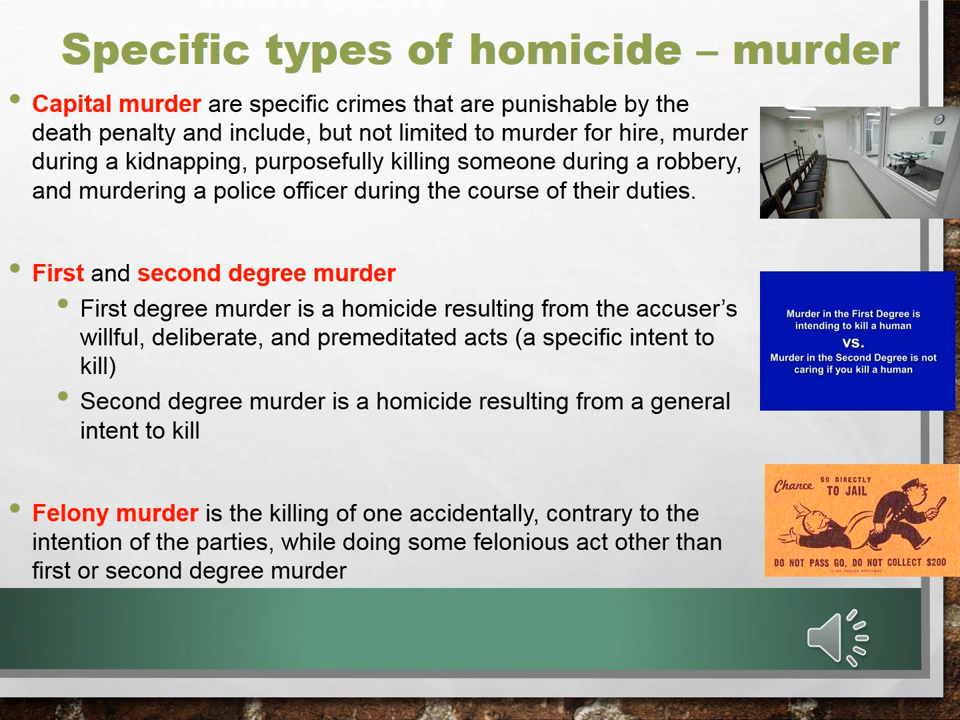 Specific types of homicide – murder
• Capital murder are specific crimes that are punishable by the
death penalty and include, but not limited to murder for hire, murder
during a kidnapping, purposefully killing someone during a robbery,
and murdering a police officer during the course of their duties.
• First and second degree murder
• First degree murder is a homicide resulting from the accuser’s
willful, deliberate, and premeditated acts (a specific intent to
kill)
• Second degree murder is a homicide resulting from a general
intent to kill
• Felony murder is the killing of one accidentally, contrary to the
intention of the parties, while doing some felonious act other than
first or second degree murder
Murder in the First Degree is
intending to kill a human
vs.
Murder in the Second Degree is not
caring if you kill a human
Chance GO DIRECTLY
TO JAIL
DO NOT PASS GO, DO NOT COLLECT $200